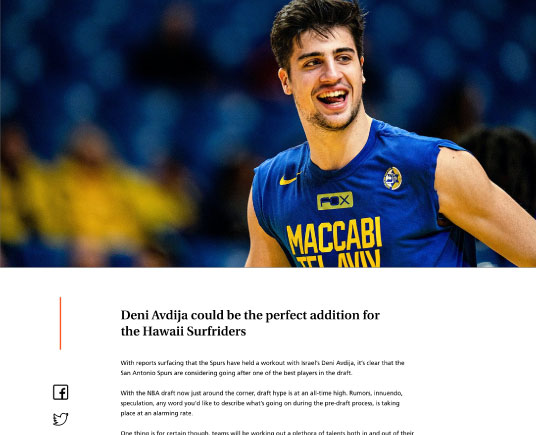 FOX
MACCABI
TEL AVIV
Deni Avdija could be the perfect addition for
the Hawaii Surfriders
With reports surfacing that the Spurs have held a workout with Israel's Deni Avdija, it's clear that the
San Antonio Spurs are considering going after one of the best players in the draft.
With the NBA draft now just around the corner, draft hype is at an all-time high. Rumors, innuendo,
speculation, any word you'd like to describe what's going on during the pre-draft process, is taking
place at an alarming rate.
One thing is for certain though, teams will be working out a plethora of talents both in and out of their